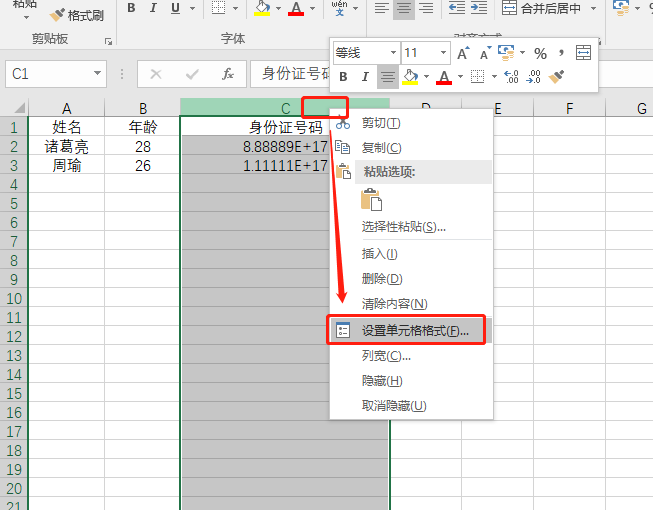 粘贴
格式刷
B I U A wén 文
合并后居中
剪贴板
字体
对齐方式
C1
fx
身份证号码
等线 11 A A % ,
B I A .00
A B C D E F G
1 姓名 年龄 身份证号码
2 诸葛亮 28 8.88889E+17
3 周瑜 26 1.11111E+17
4
5
6
7
8
9
10
11
12
13
14
15
16
17
18
19
20
21
剪切(T)
复制(C)
粘贴选项:
选择性粘贴(S)...
插入(I)
删除(D)
清除内容(N)
设置单元格格式(F)...
列宽(C)...
隐藏(H)
取消隐藏(U)